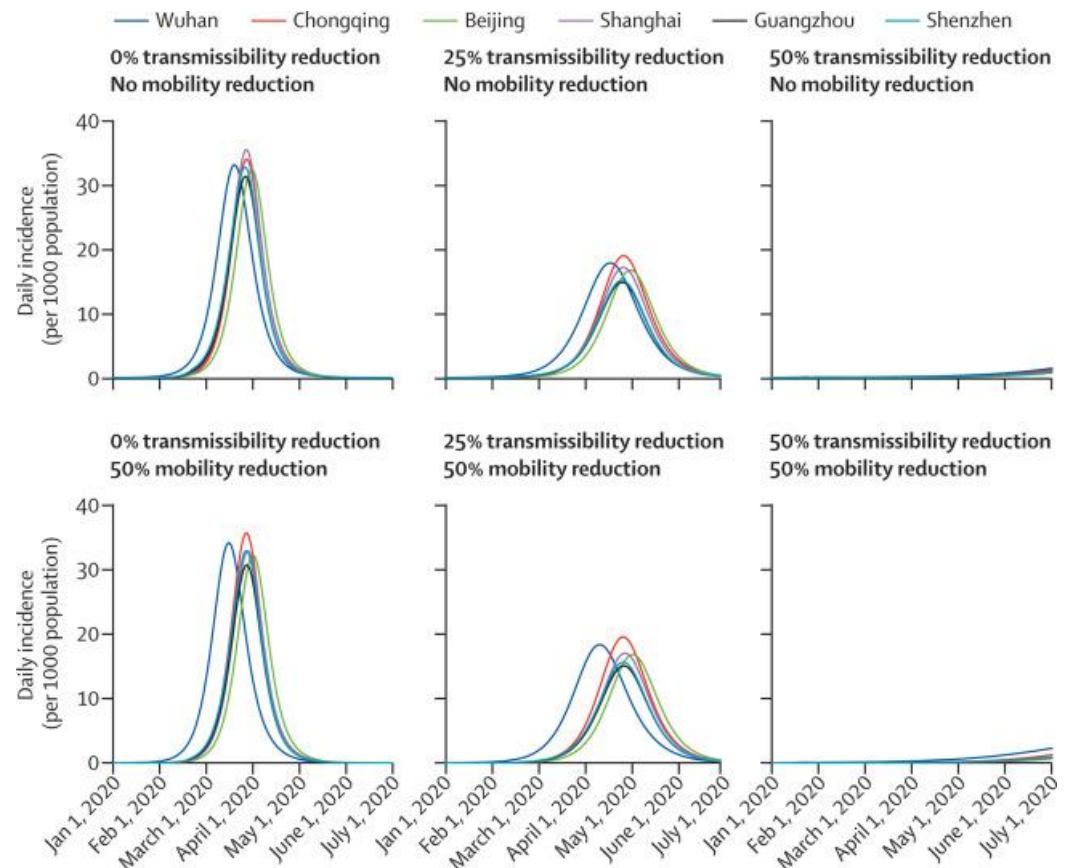 Wuhan Chongqing Beijing Shanghai Guangzhou Shenzhen
0% transmissibility reduction
No mobility reduction
25% transmissibility reduction
No mobility reduction
50% transmissibility reduction
No mobility reduction
Daily incidence
(per 1000 population)
40
30
20
10
0
0% transmissibility reduction
50% mobility reduction
25% transmissibility reduction
50% mobility reduction
50% transmissibility reduction
50% mobility reduction
Daily incidence
(per 1000 population)
40
30
20
10
0
Jan 1, 2020
Feb 1, 2020
March 1, 2020
April 1, 2020
May 1, 2020
June 1, 2020
July 1, 2020
Jan 1, 2020
Feb 1, 2020
March 1, 2020
April 1, 2020
May 1, 2020
June 1, 2020
July 1, 2020
Jan 1, 2020
Feb 1, 2020
March 1, 2020
April 1, 2020
May 1, 2020
June 1, 2020
July 1, 2020